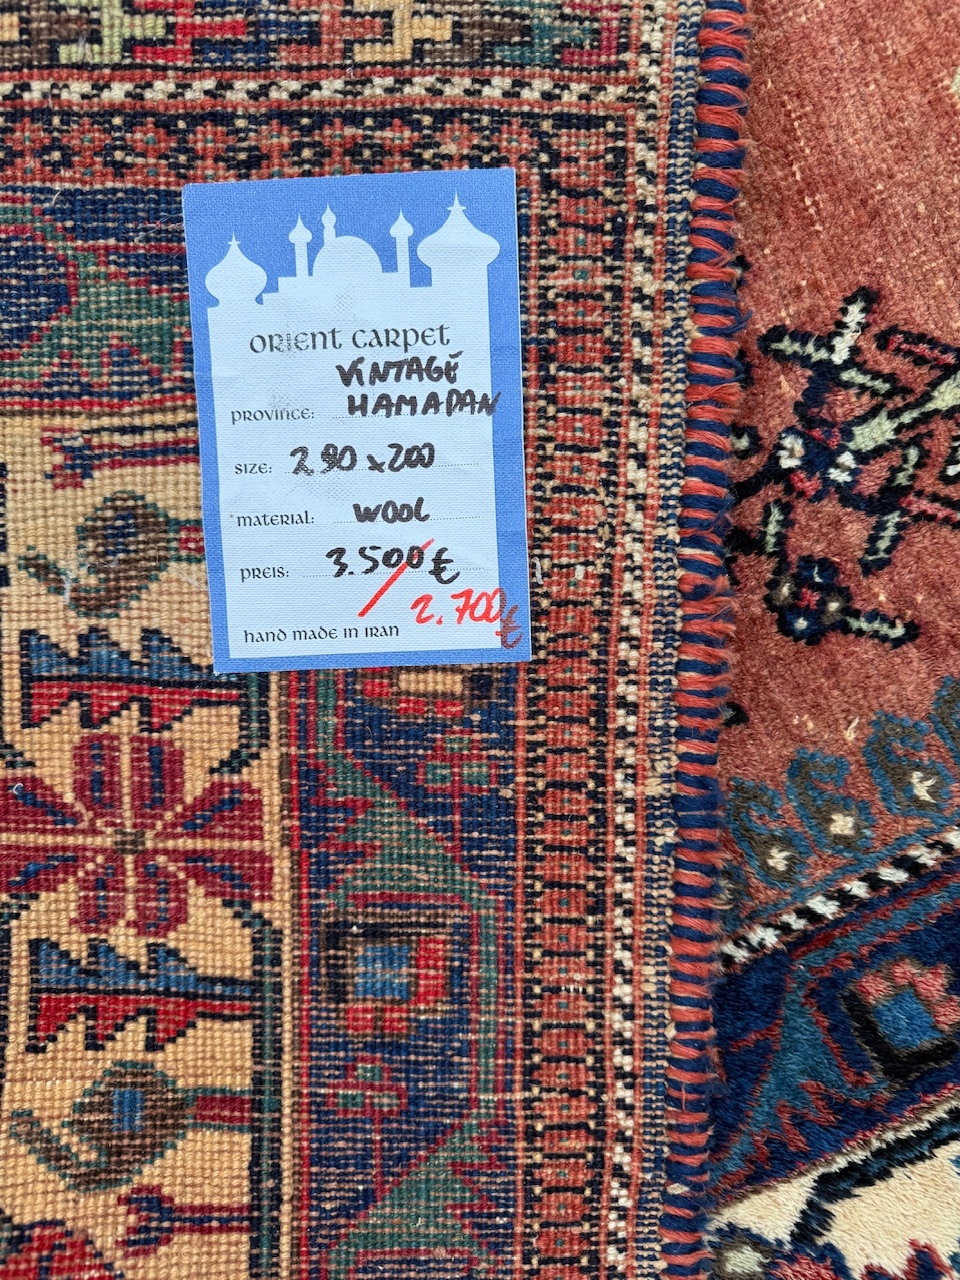 ORIENT CARPET
VINTAGE
PROVINCE: HAMADAN
SIZE: 290 x 200
MATERIAL: WOOL
PREIS: 3.500 €
2.700 €
HAND MADE IN IRAN